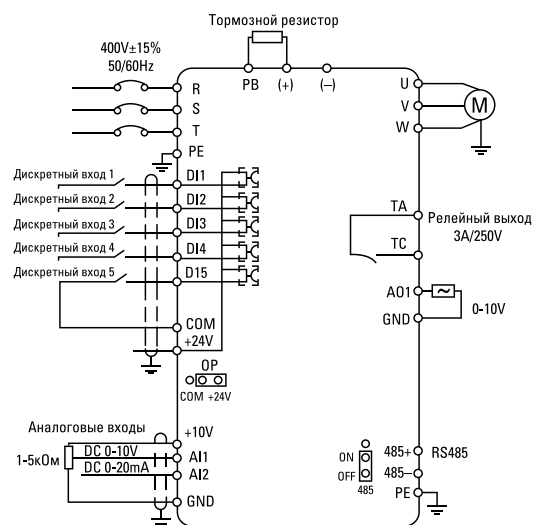 Тормозной резистор
400V±15%
50/60Hz
PB (+) (–)
R
S
T
PE
U
V
W
M
Дискретный вход 1
DI1
Дискретный вход 2
DI2
Дискретный вход 3
DI3
Дискретный вход 4
DI4
Дискретный вход 5
D15
COM
+24V
OP
COM +24V
TA
Релейный выход
3A/250V
TC
AO1
0-10V
GND
Аналоговые входы
+10V
DC 0-10V
AI1
1-5кОм
DC 0-20mA
AI2
GND
ON
OFF
485
485+
RS485
485–
PE